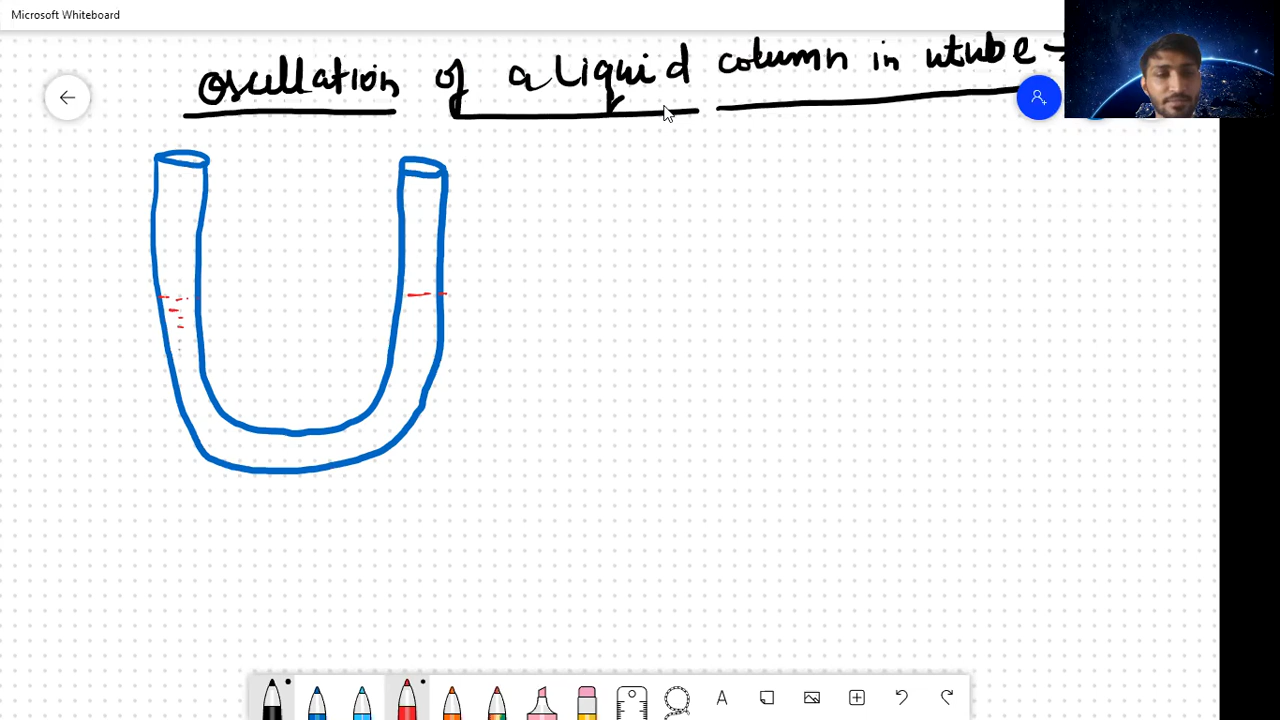 Microsoft Whiteboard
oscillation of a liquid column in utube →